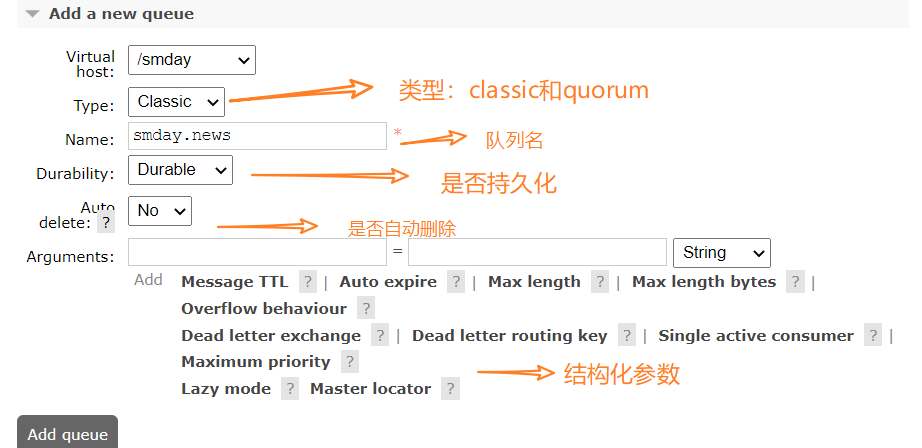 Add a new queue
Virtual host: /smday
Type: Classic 类型：classic和quorum
Name: smday.news * 队列名
Durability: Durable 是否持久化
Auto delete: ? No 是否自动删除
Arguments: = String
Add Message TTL ? | Auto expire ? | Max length ? | Max length bytes ? |
Overflow behaviour ?
Dead letter exchange ? | Dead letter routing key ? | Single active consumer ? |
Maximum priority ?
Lazy mode ? Master locator ? 结构化参数
Add queue